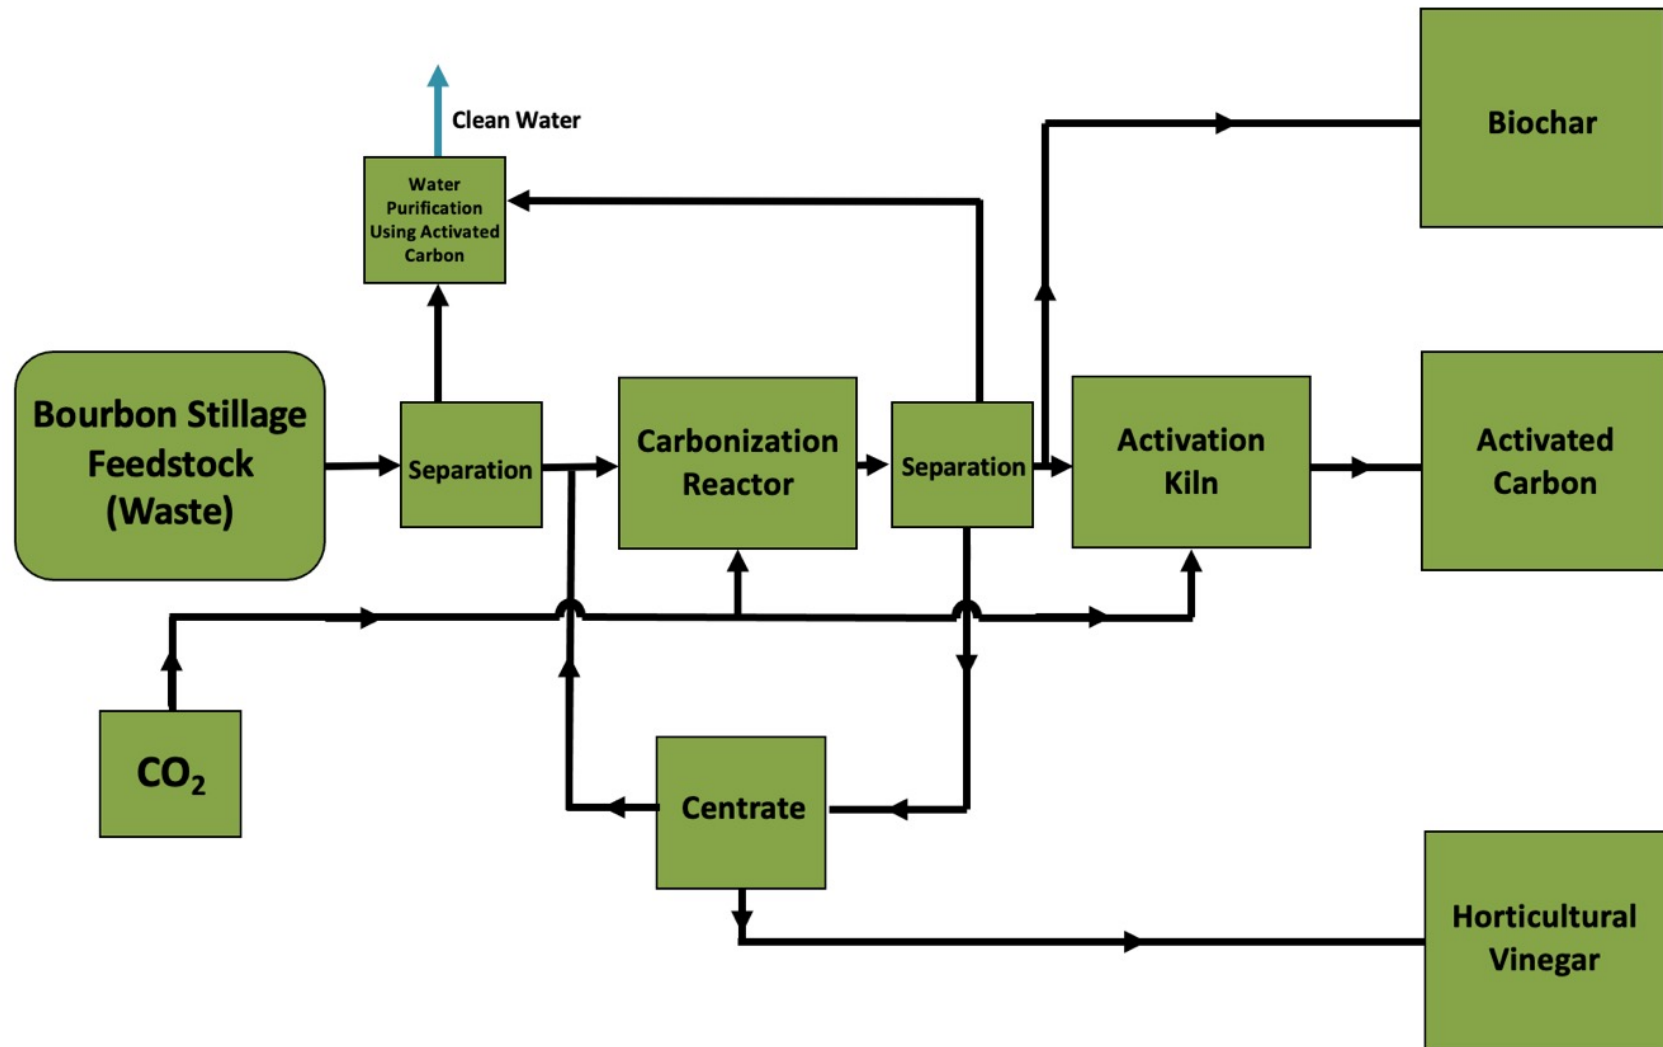 Clean Water
Biochar
Water
Purification
Using Activated
Carbon
Bourbon Stillage
Feedstock
(Waste)
Separation
Carbonization
Reactor
Separation
Activation
Kiln
Activated
Carbon
CO₂
Centrate
Horticultural
Vinegar